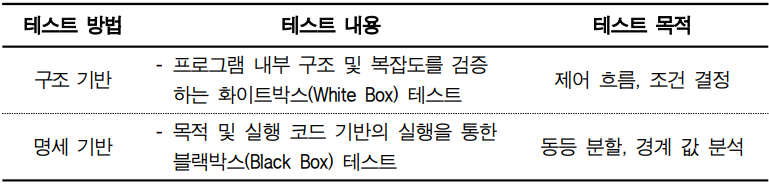 테스트 방법 테스트 내용 테스트 목적
구조 기반 - 프로그램 내부 구조 및 복잡도를 검증
하는 화이트박스(White Box) 테스트 제어 흐름, 조건 결정
명세 기반 - 목적 및 실행 코드 기반의 실행을 통한
블랙박스(Black Box) 테스트 동등 분할, 경계 값 분석